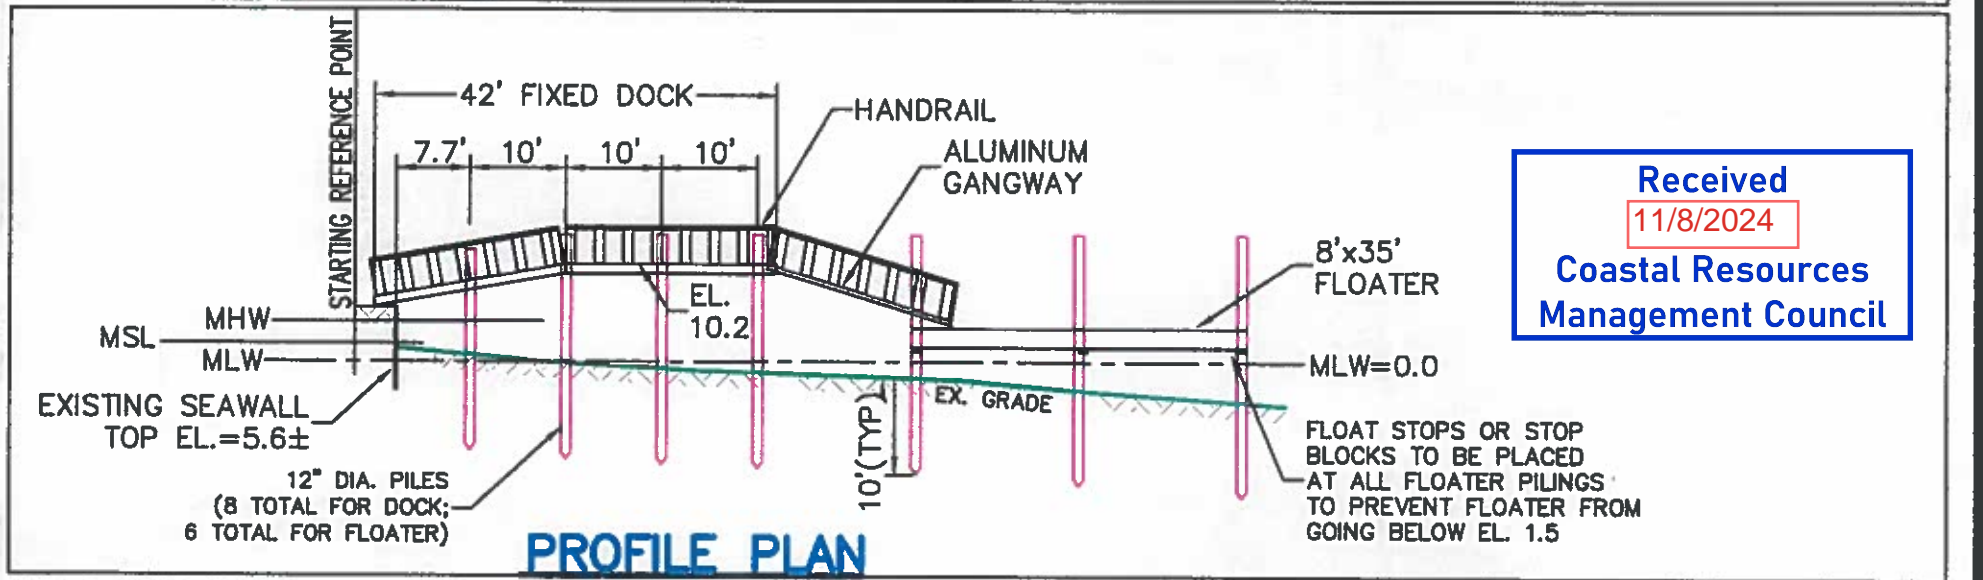 STARTING REFERENCE POINT
42' FIXED DOCK
7.7' 10' 10' 10'
HANDRAIL
ALUMINUM
GANGWAY
Received
11/8/2024
Coastal Resources
Management Council
8'x35'
FLOATER
EL.
10.2
MHW
MSL
MLW
MLW=0.0
EXISTING SEAWALL
TOP EL.=5.6±
EX. GRADE
10'(TYP)
12" DIA. PILES
(8 TOTAL FOR DOCK;
6 TOTAL FOR FLOATER)
FLOAT STOPS OR STOP
BLOCKS TO BE PLACED
AT ALL FLOATER PILINGS
TO PREVENT FLOATER FROM
GOING BELOW EL. 1.5
PROFILE PLAN